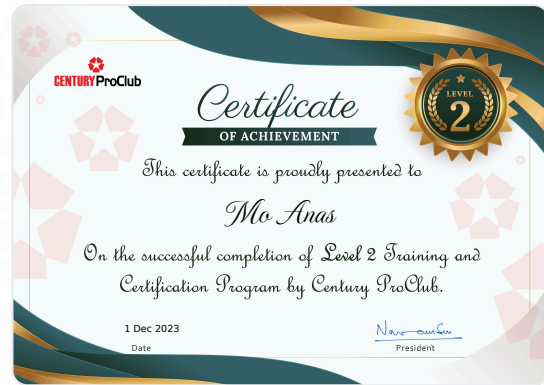 CENTURY ProClub
Certificate
OF ACHIEVEMENT
LEVEL
2
This certificate is proudly presented to
Mo Anas
On the successful completion of Level 2 Training and
Certification Program by Century ProClub.
1 Dec 2023
Date
President